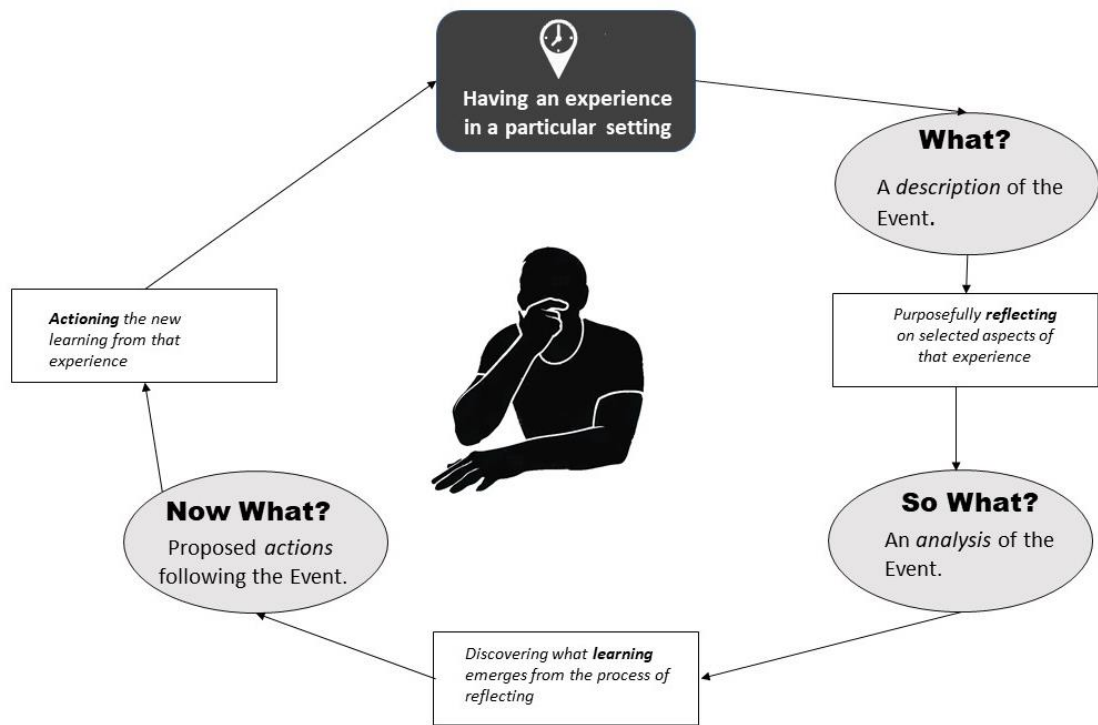 Having an experience
in a particular setting
What?
A description of the
Event.
Purposefully reflecting
on selected aspects of
that experience
So What?
An analysis of the
Event.
Discovering what learning
emerges from the process of
reflecting
Now What?
Proposed actions
following the Event.
Actioning the new
learning from that
experience